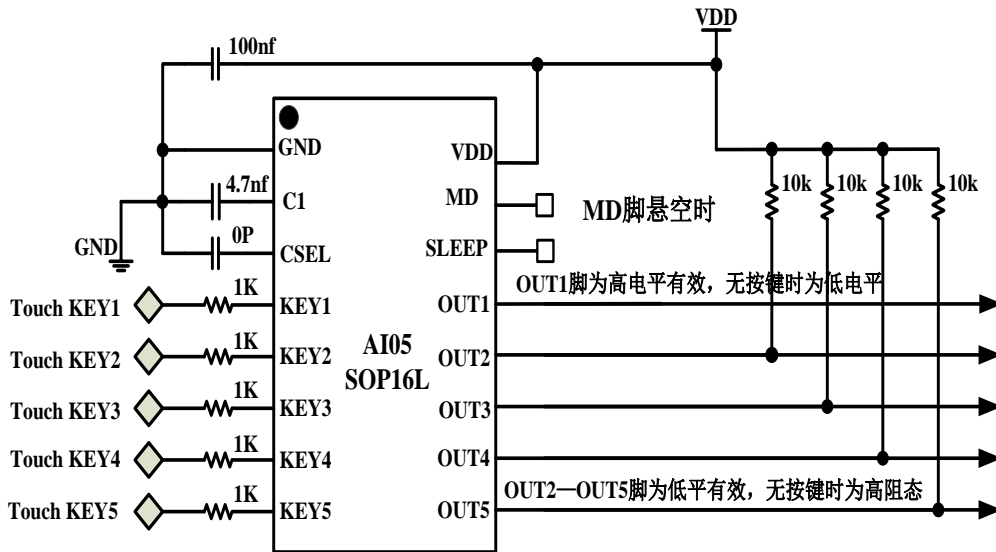 VDD
100nf
GND
VDD
4.7nf
C1
MD
MD脚悬空时
10k
10k
10k
10k
GND
0P
CSEL
SLEEP
OUT1脚为高电平有效，无按键时为低电平
Touch KEY1
1K
KEY1
OUT1
AI05
SOP16L
Touch KEY2
1K
KEY2
OUT2
Touch KEY3
1K
KEY3
OUT3
Touch KEY4
1K
KEY4
OUT4
OUT2—OUT5脚为低平有效，无按键时为高阻态
Touch KEY5
1K
KEY5
OUT5